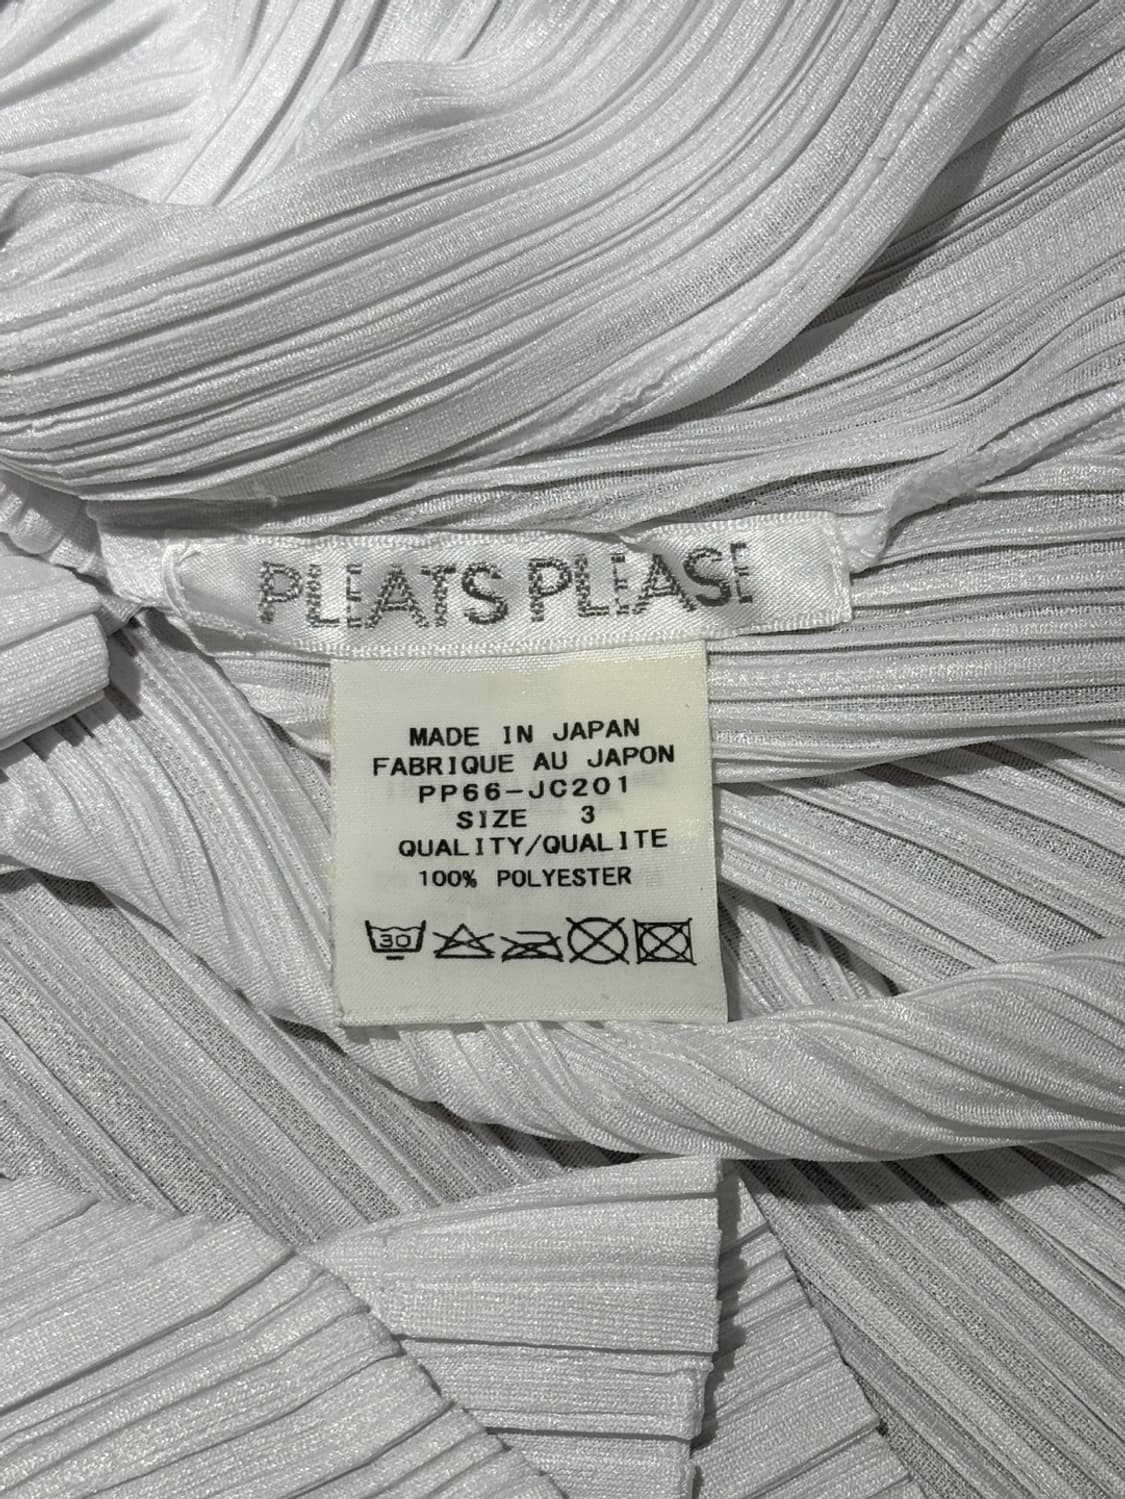 PLEATS PLEASE
MADE IN JAPAN
FABRIQUE AU JAPON
PP66-JC201
SIZE 3
QUALITY/QUALITE
100% POLYESTER
30